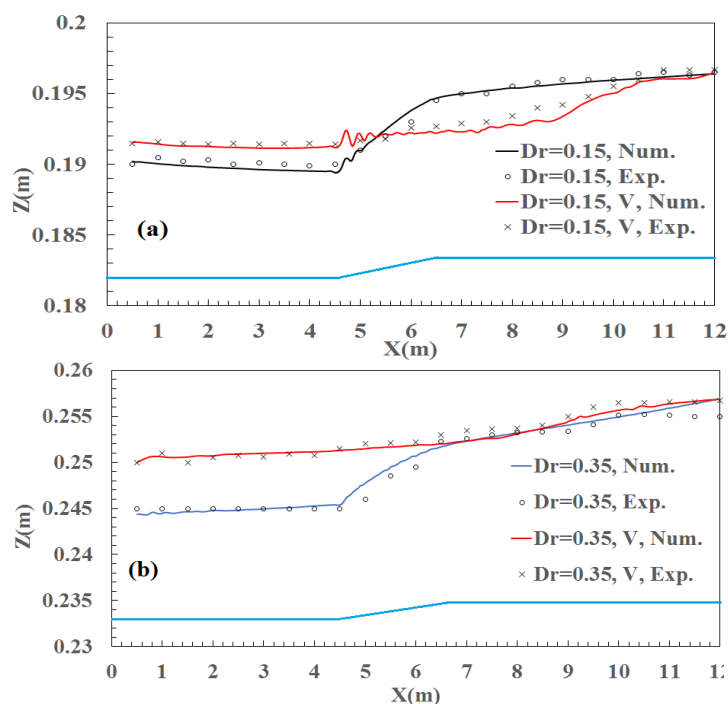 0.2
0.195
0.19
0.185
0.18
Z(m)
Dr=0.15, Num.
Dr=0.15, Exp.
Dr=0.15, V, Num.
Dr=0.15, V, Exp.
(a)
0 1 2 3 4 5 6 7 8 9 10 11 12
X(m)
0.26
0.255
0.25
0.245
0.24
0.235
0.23
Z(m)
Dr=0.35, Num.
Dr=0.35, Exp.
Dr=0.35, V, Num.
Dr=0.35, V, Exp.
(b)
0 1 2 3 4 5 6 7 8 9 10 11 12
X(m)